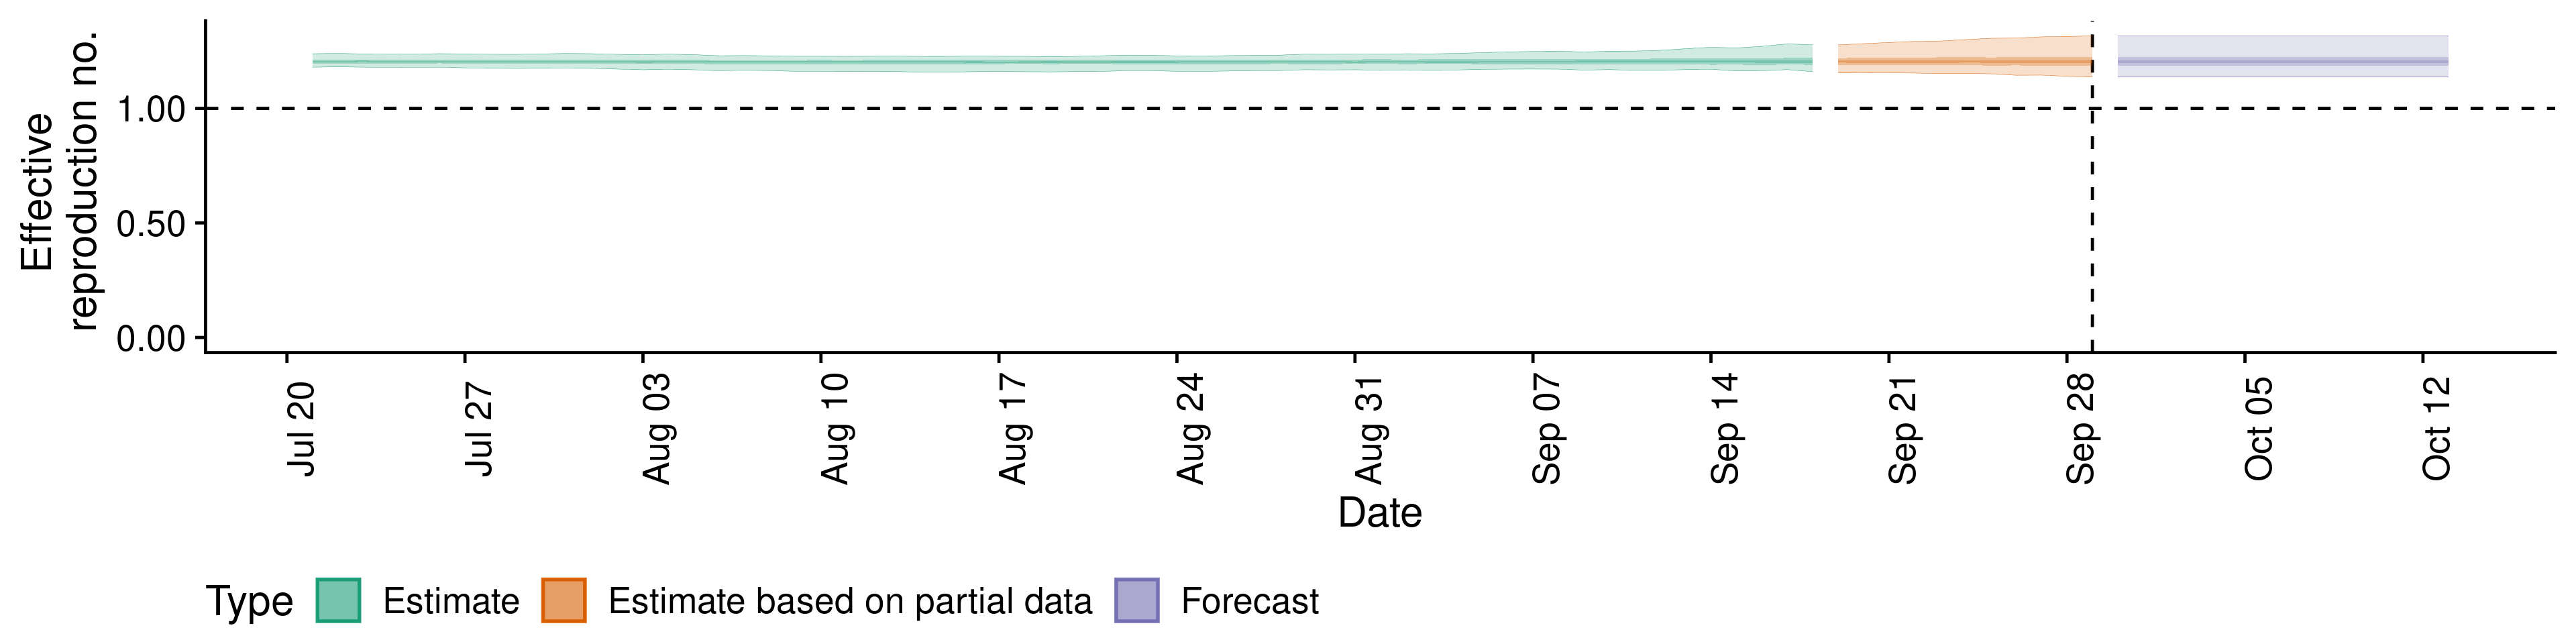 Effective
reproduction no.
1.00
0.50
0.00
Jul 20
Jul 27
Aug 03
Aug 10
Aug 17
Aug 24
Aug 31
Sep 07
Sep 14
Sep 21
Sep 28
Oct 05
Oct 12
Date
Type Estimate Estimate based on partial data Forecast